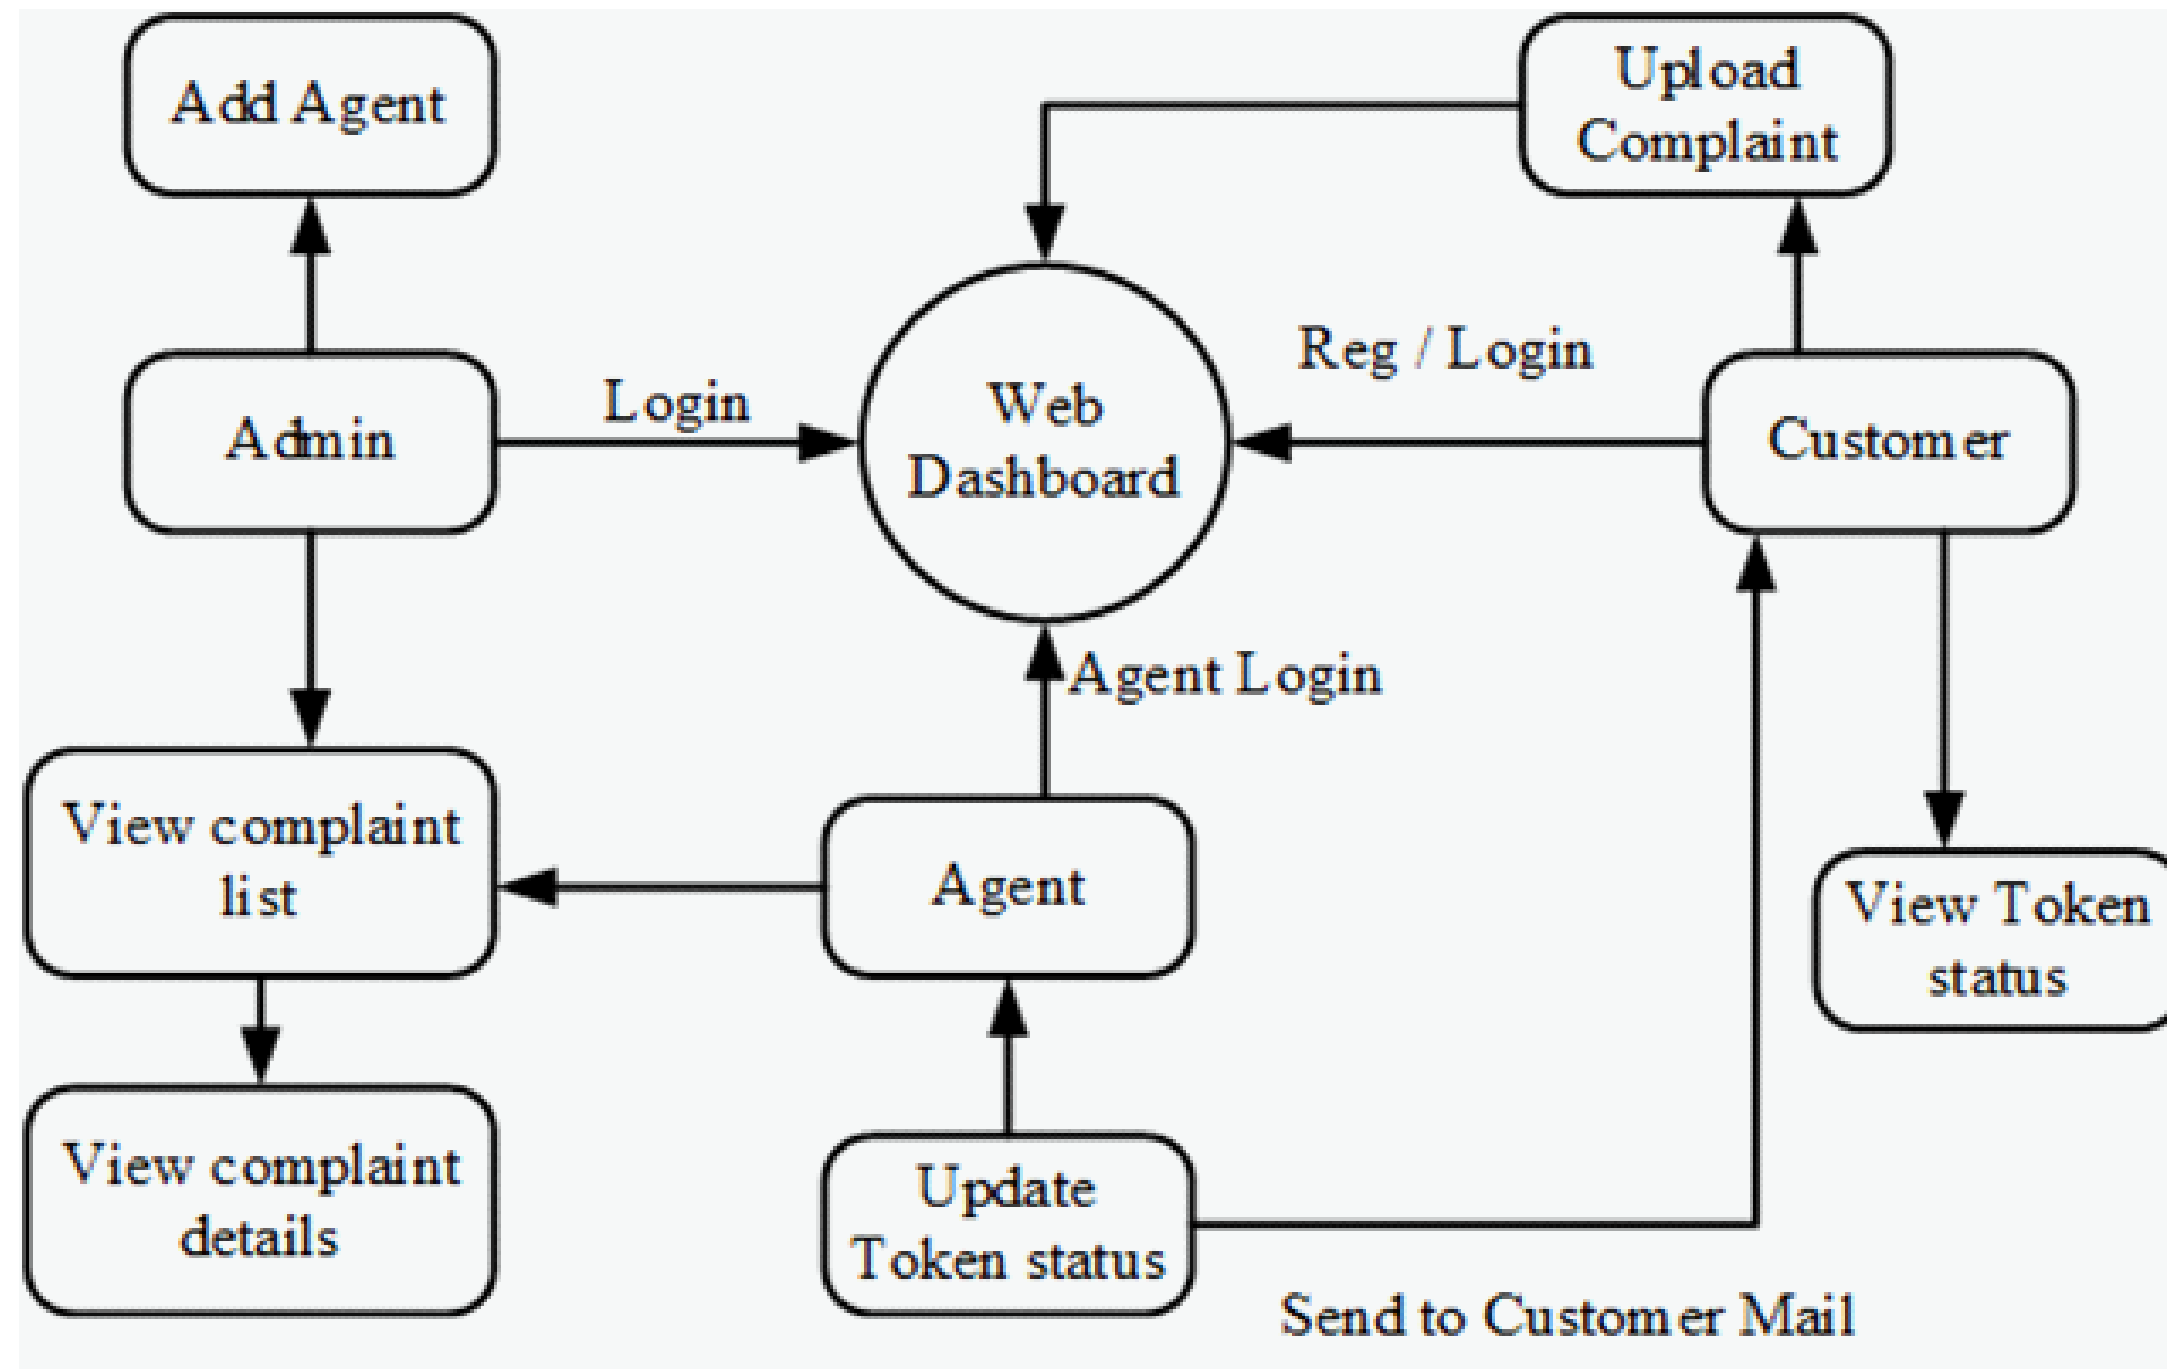 Add Agent
Upload
Complaint
Reg / Login
Login
Web
Dashboard
Admin
Customer
Agent Login
View complaint
list
Agent
View Token
status
View complaint
details
Update
Token status
Send to Customer Mail